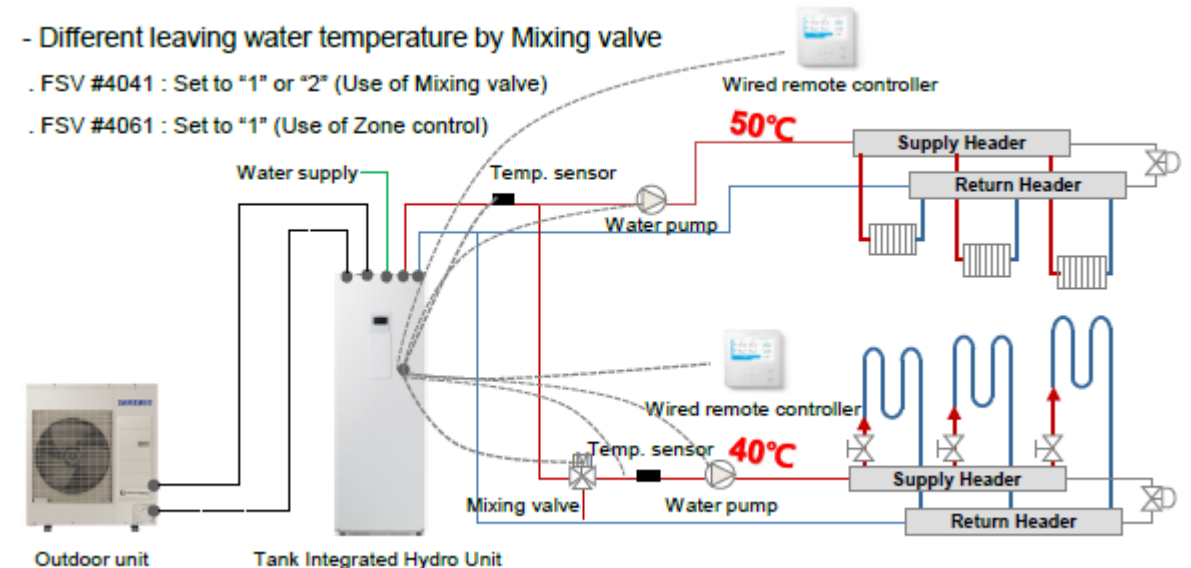 - Different leaving water temperature by Mixing valve
. FSV #4041 : Set to “1” or “2” (Use of Mixing valve)
. FSV #4061 : Set to “1” (Use of Zone control)
Wired remote controller
50℃
Supply Header
Return Header
Water supply
Temp. sensor
Water pump
SAMSUNG
Wired remote controller
Temp. sensor
40℃
Mixing valve
Water pump
Supply Header
Return Header
Outdoor unit
Tank Integrated Hydro Unit